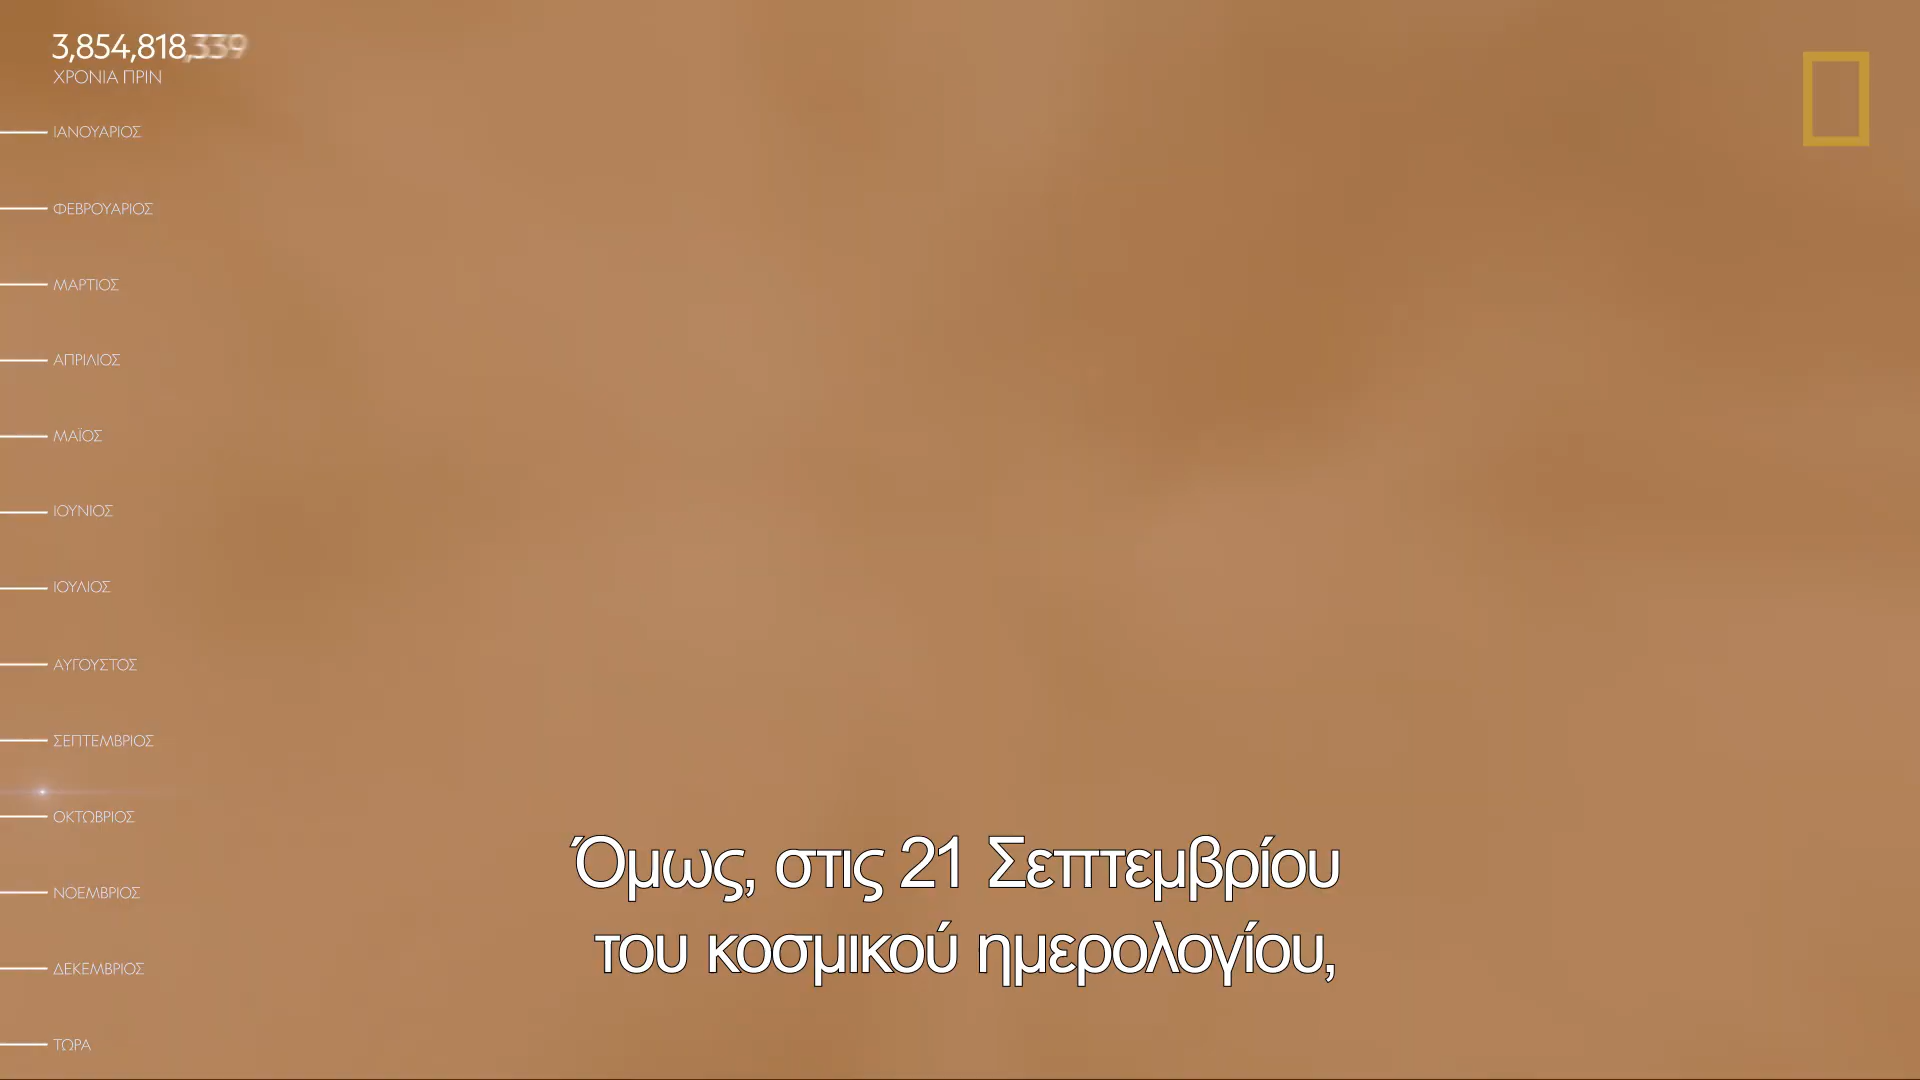 3,854,818,339
ΧΡΟΝΙΑ ΠΡΙΝ
ΙΑΝΟΥΑΡΙΟΣ
ΦΕΒΡΟΥΑΡΙΟΣ
ΜΑΡΤΙΟΣ
ΑΠΡΙΛΙΟΣ
ΜΑΪΟΣ
ΙΟΥΝΙΟΣ
ΙΟΥΛΙΟΣ
ΑΥΓΟΥΣΤΟΣ
ΣΕΠΤΕΜΒΡΙΟΣ
ΟΚΤΩΒΡΙΟΣ
ΝΟΕΜΒΡΙΟΣ
ΔΕΚΕΜΒΡΙΟΣ
ΤΩΡΑ
Όμως, στις 21 Σεπτεμβρίου
του κοσμικού ημερολογίου,